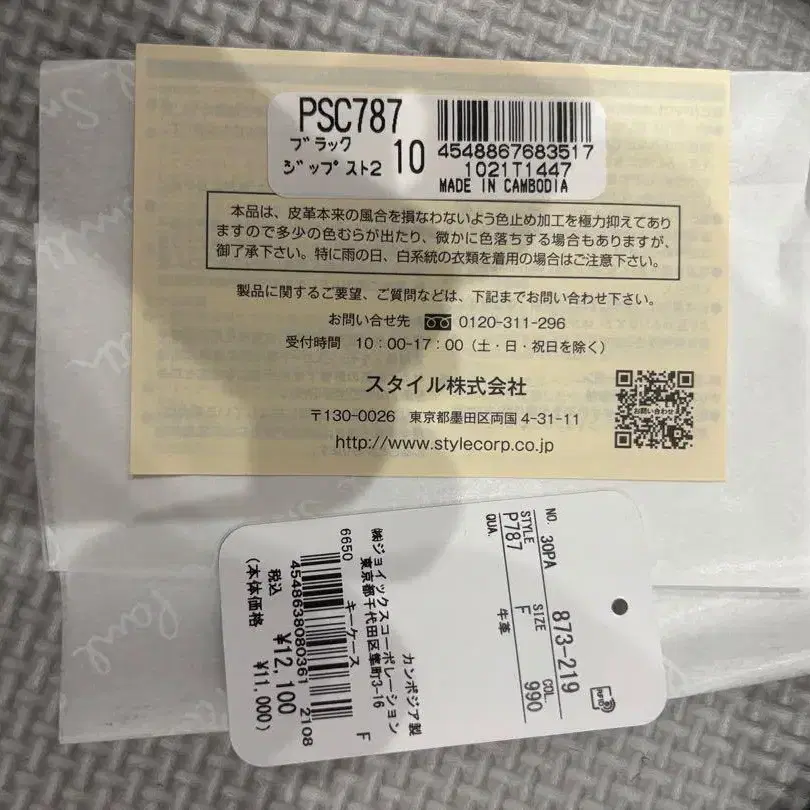 PSC787
ブラック
ジップスト2 10
4548867683517
1021T1447
MADE IN CAMBODIA
本品は、皮革本来の風合を損なわないよう色止め加工を極力抑えてあり
ますので多少の色むらが出たり、微かに色落ちする場合もありますが、
御了承下さい。特に雨の日、白系統の衣類を着用の場合はご注意下さい。
製品に関するご要望、ご質問などは、下記までお問い合わせ下さい。
お問い合せ先 0120-311-296
受付時間 10:00-17:00(土・日・祝日を除く)
スタイル株式会社
〒130-0026 東京都墨田区両国 4-31-11
http://www.stylecorp.co.jp
お問い合わせ
NO. 30PA 873-219
STYLE SIZE COL.
P787 F 990
QUA. 牛革
RFID
カンボジア製
㈱ジョイックスコーポレーション
東京都千代田区麹町3-16
キーケース F
6650
4548638080361 2108
税込 ¥12,100
(本体価格 ¥11,000)
Paul